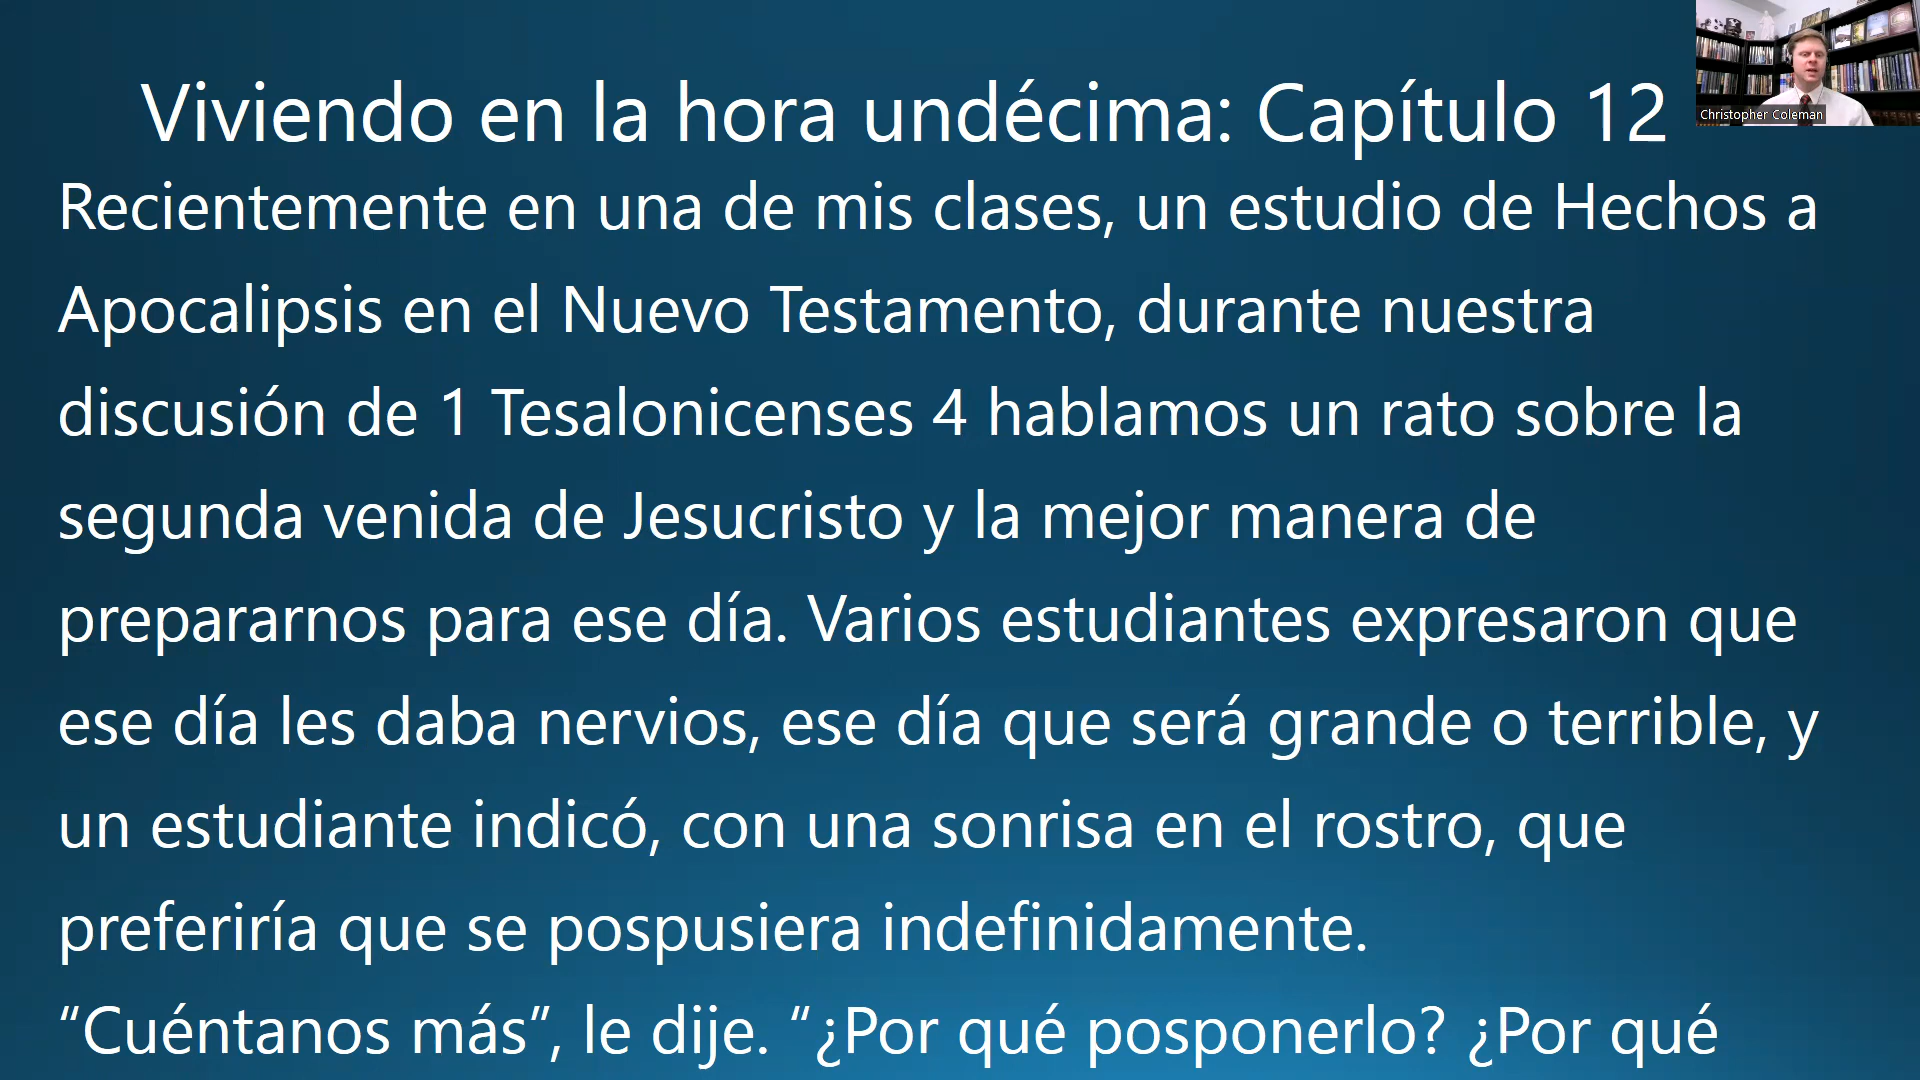 Viviendo en la hora undécima: Capítulo 12
Christopher Coleman
Recientemente en una de mis clases, un estudio de Hechos a
Apocalipsis en el Nuevo Testamento, durante nuestra
discusión de 1 Tesalonicenses 4 hablamos un rato sobre la
segunda venida de Jesucristo y la mejor manera de
prepararnos para ese día. Varios estudiantes expresaron que
ese día les daba nervios, ese día que será grande o terrible, y
un estudiante indicó, con una sonrisa en el rostro, que
preferiría que se pospusiera indefinidamente.
“Cuéntanos más”, le dije. “¿Por qué posponerlo? ¿Por qué